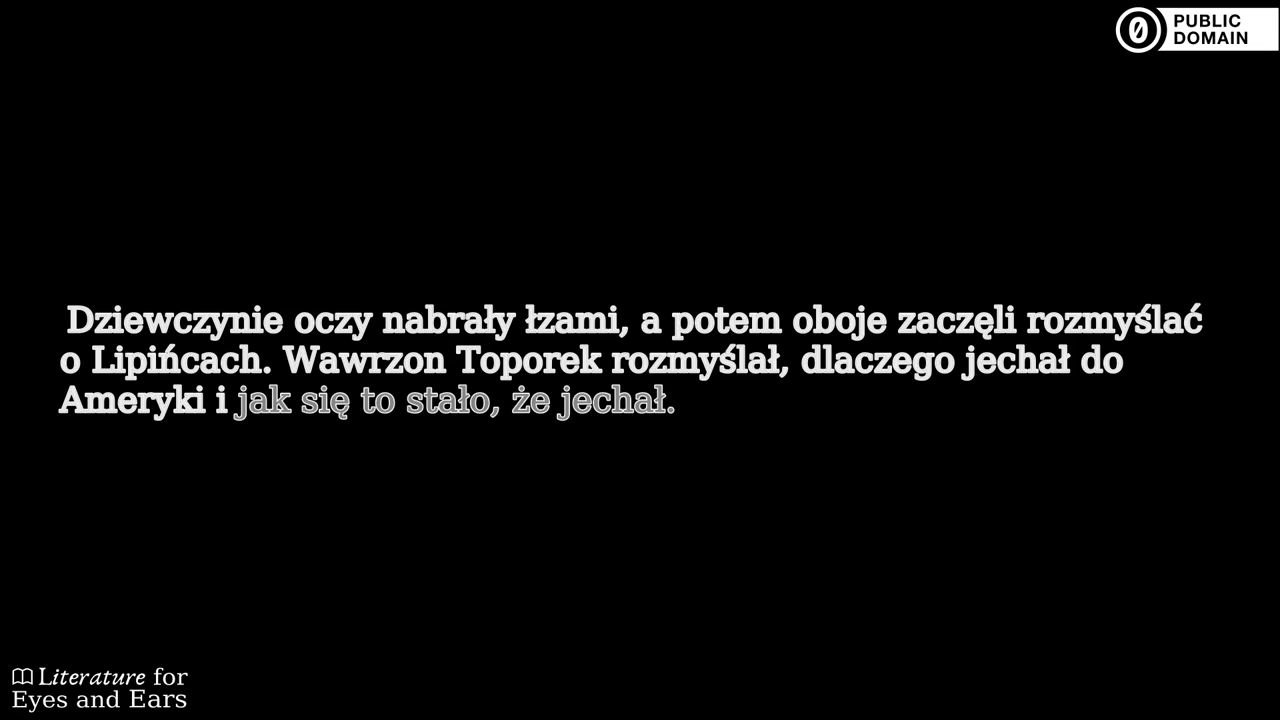 PUBLIC
DOMAIN
Dziewczynie oczy nabrały łzami, a potem oboje zaczęli rozmyślać
o Lipińcach. Wawrzon Toporek rozmyślał, dlaczego jechał do
Ameryki i jak się to stało, że jechał.
Literature for
Eyes and Ears